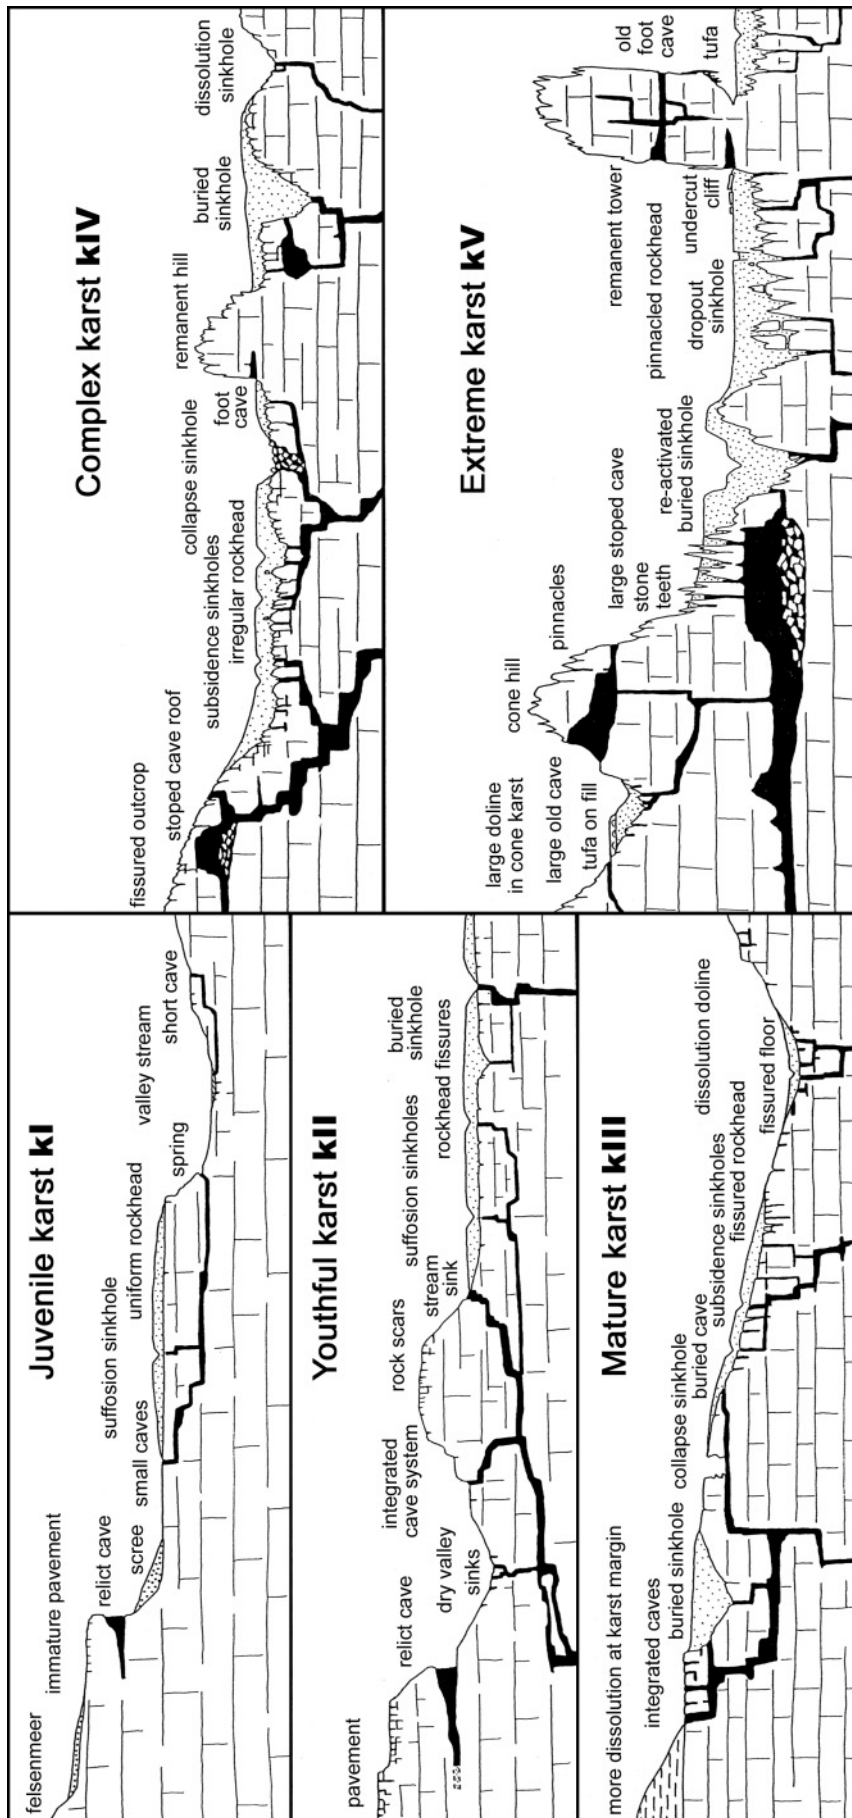 Juvenile karst kI
felsenmeer
immature pavement
relict cave
scree
small caves
suffosion sinkhole
uniform rockhead
spring
valley stream
short cave
Youthful karst kII
pavement
relict cave
dry valley
sinks
integrated
cave system
rock scars
stream
sink
suffosion sinkholes
rockhead fissures
buried
sinkhole
Mature karst kIII
more dissolution at karst margin
integrated caves
buried sinkhole
collapse sinkhole
buried cave
subsidence sinkholes
fissured rockhead
fissured floor
dissolution doline
Complex karst kIV
fissured outcrop
stoped cave roof
subsidence sinkholes
irregular rockhead
collapse sinkhole
foot
cave
remanent hill
buried
sinkhole
dissolution
sinkhole
Extreme karst kV
large doline
in cone karst
large old cave
tufa on fill
cone hill
pinnacles
large stoped cave
stone
teeth
re-activated
buried sinkhole
pinnacled rockhead
dropout
sinkhole
remanent tower
undercut
cliff
old
foot
cave
tufa